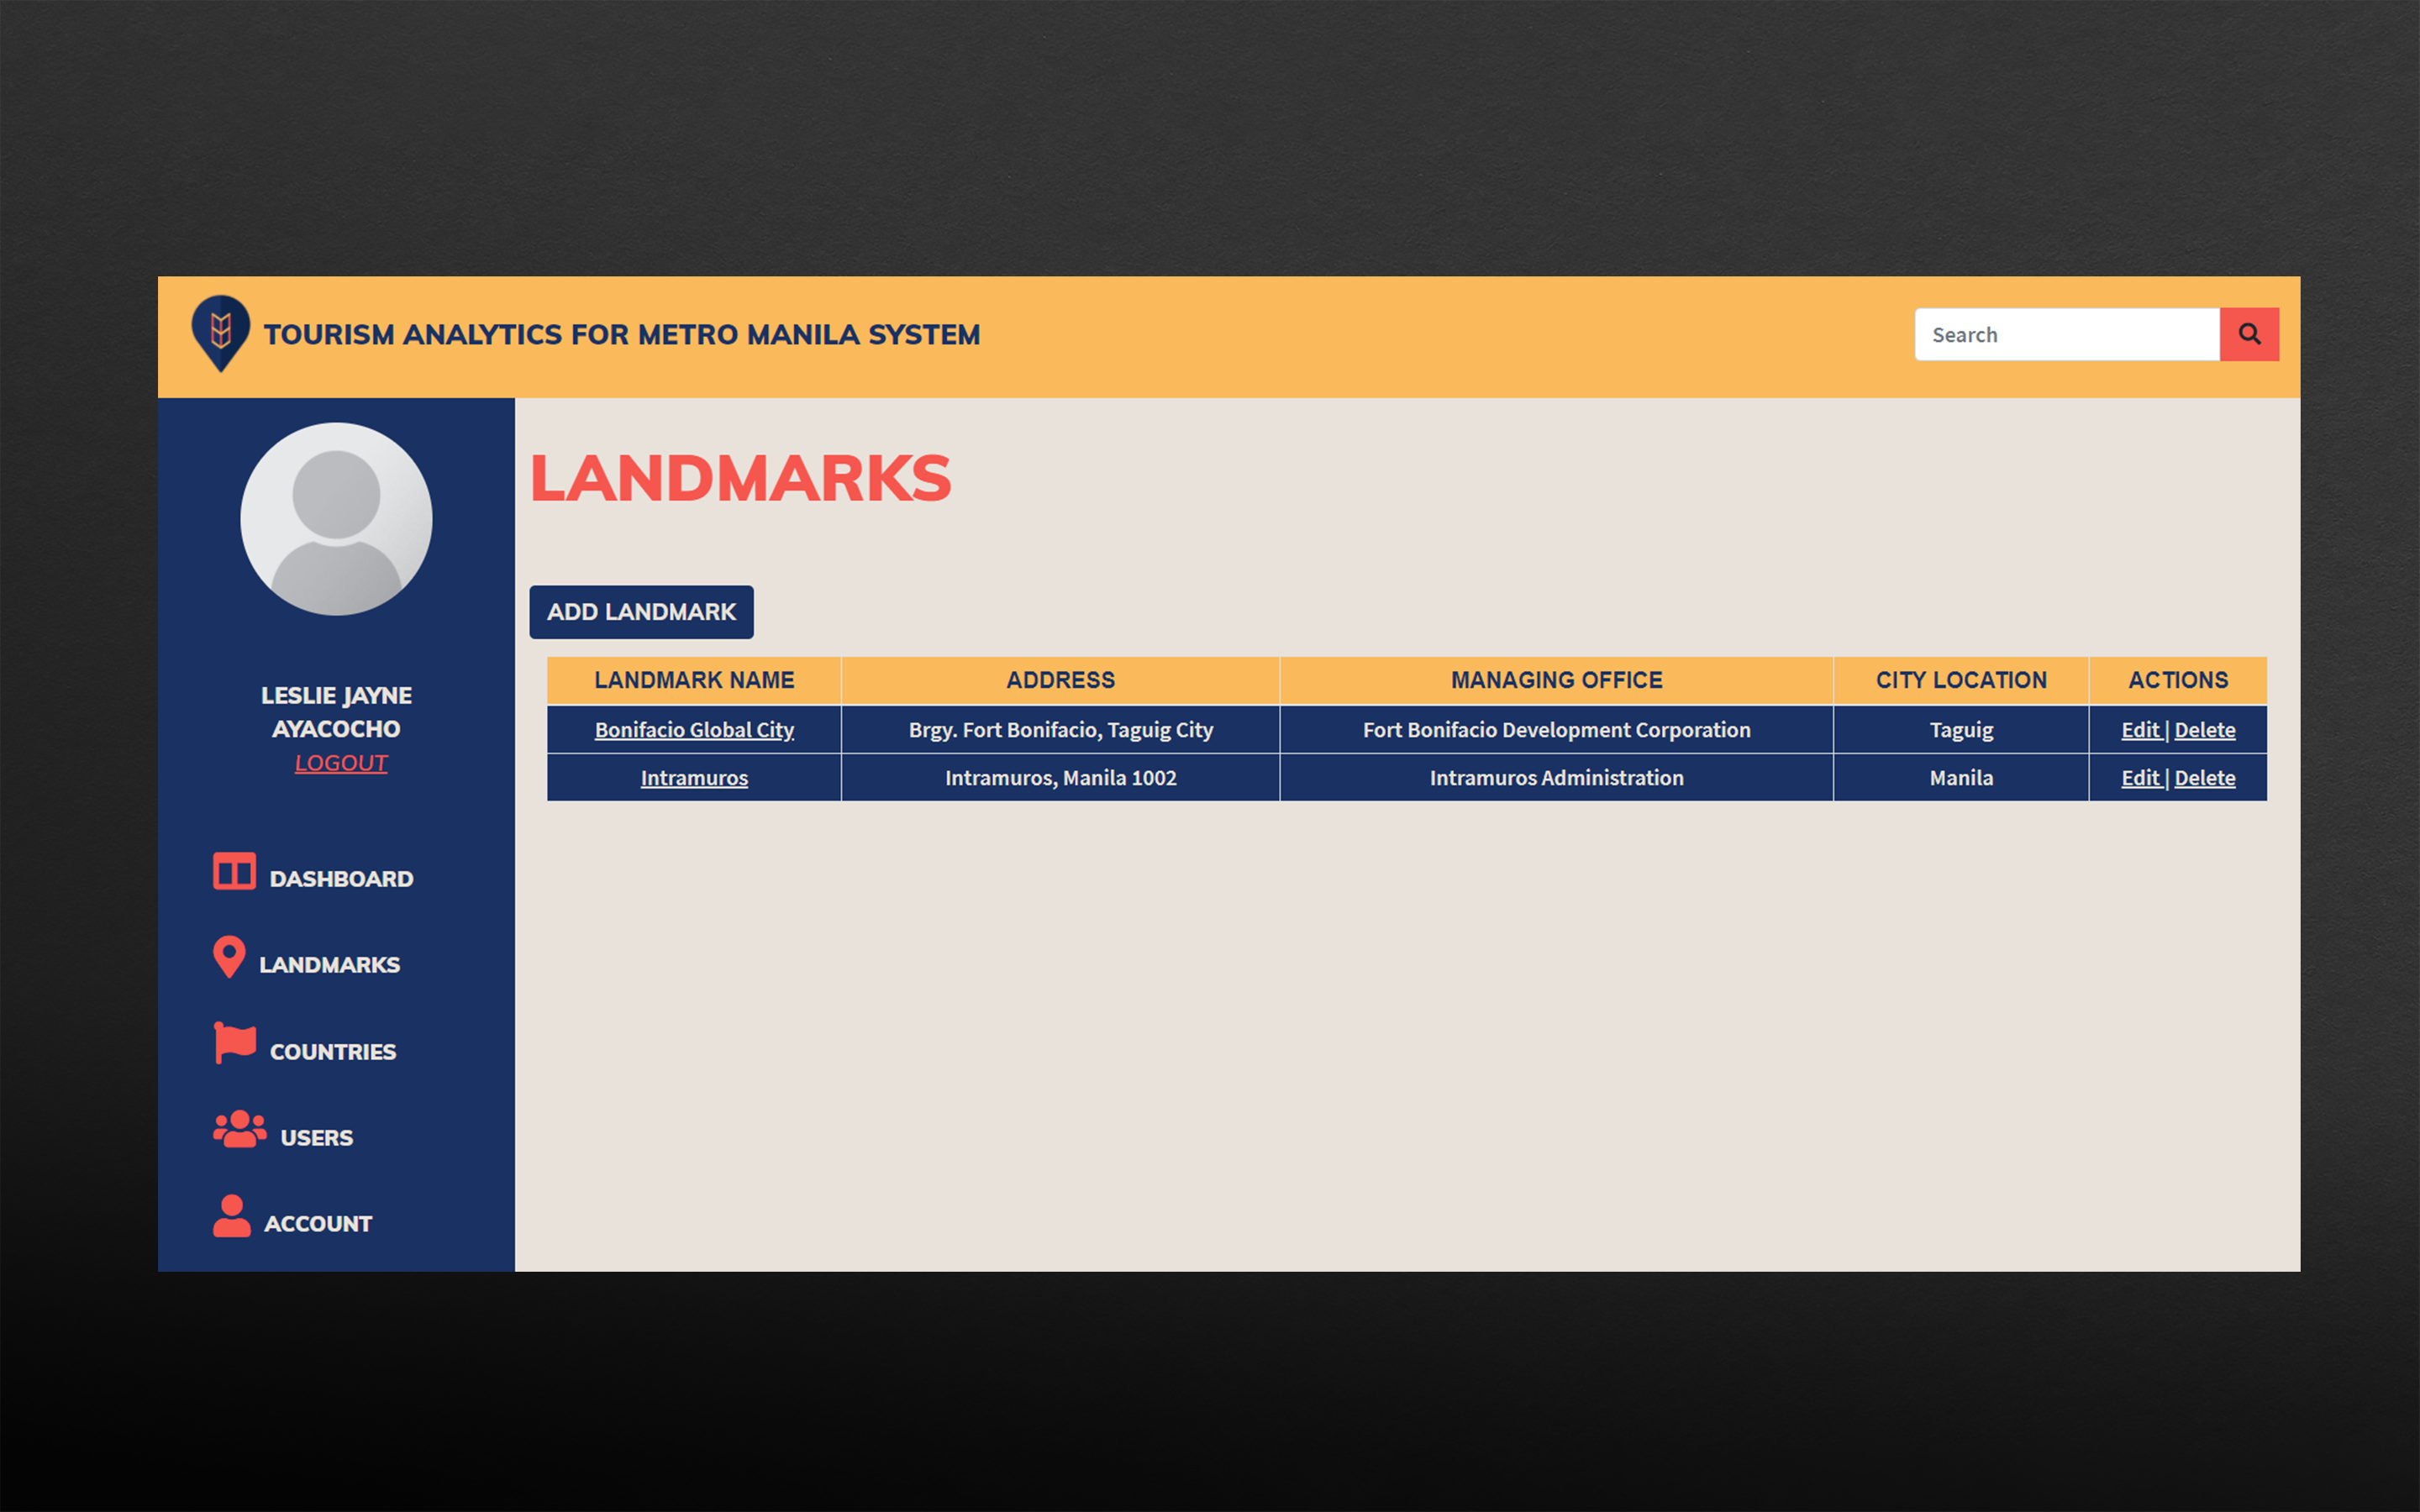 TOURISM ANALYTICS FOR METRO MANILA SYSTEM
Search
LESLIE JAYNE
AYACOCHO
LOGOUT
DASHBOARD
LANDMARKS
COUNTRIES
USERS
ACCOUNT
LANDMARKS
ADD LANDMARK
LANDMARK NAME ADDRESS MANAGING OFFICE CITY LOCATION ACTIONS
Bonifacio Global City Brgy. Fort Bonifacio, Taguig City Fort Bonifacio Development Corporation Taguig Edit | Delete
Intramuros Intramuros, Manila 1002 Intramuros Administration Manila Edit | Delete